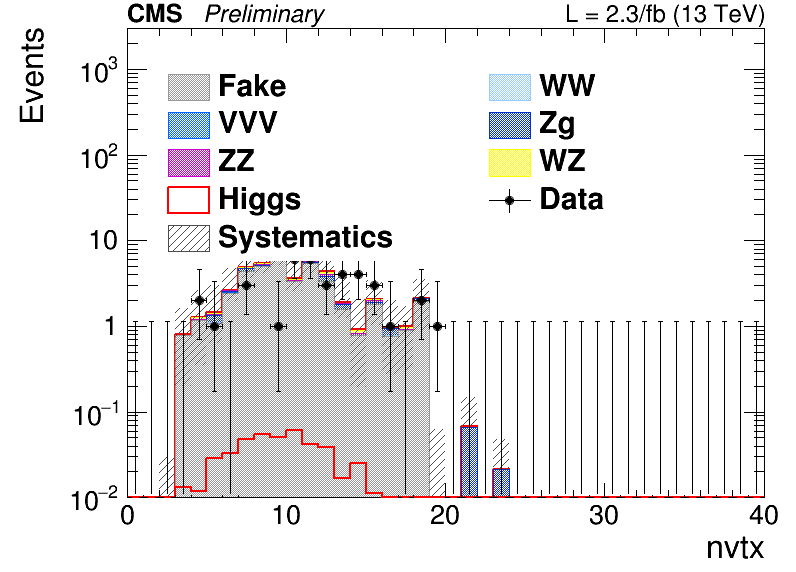 CMS Preliminary L = 2.3/fb (13 TeV)
Events
10³
10²
10
1
10⁻¹
10⁻²
Fake WW
VVV Zg
ZZ WZ
Higgs Data
Systematics
0 10 20 30 40
nvtx